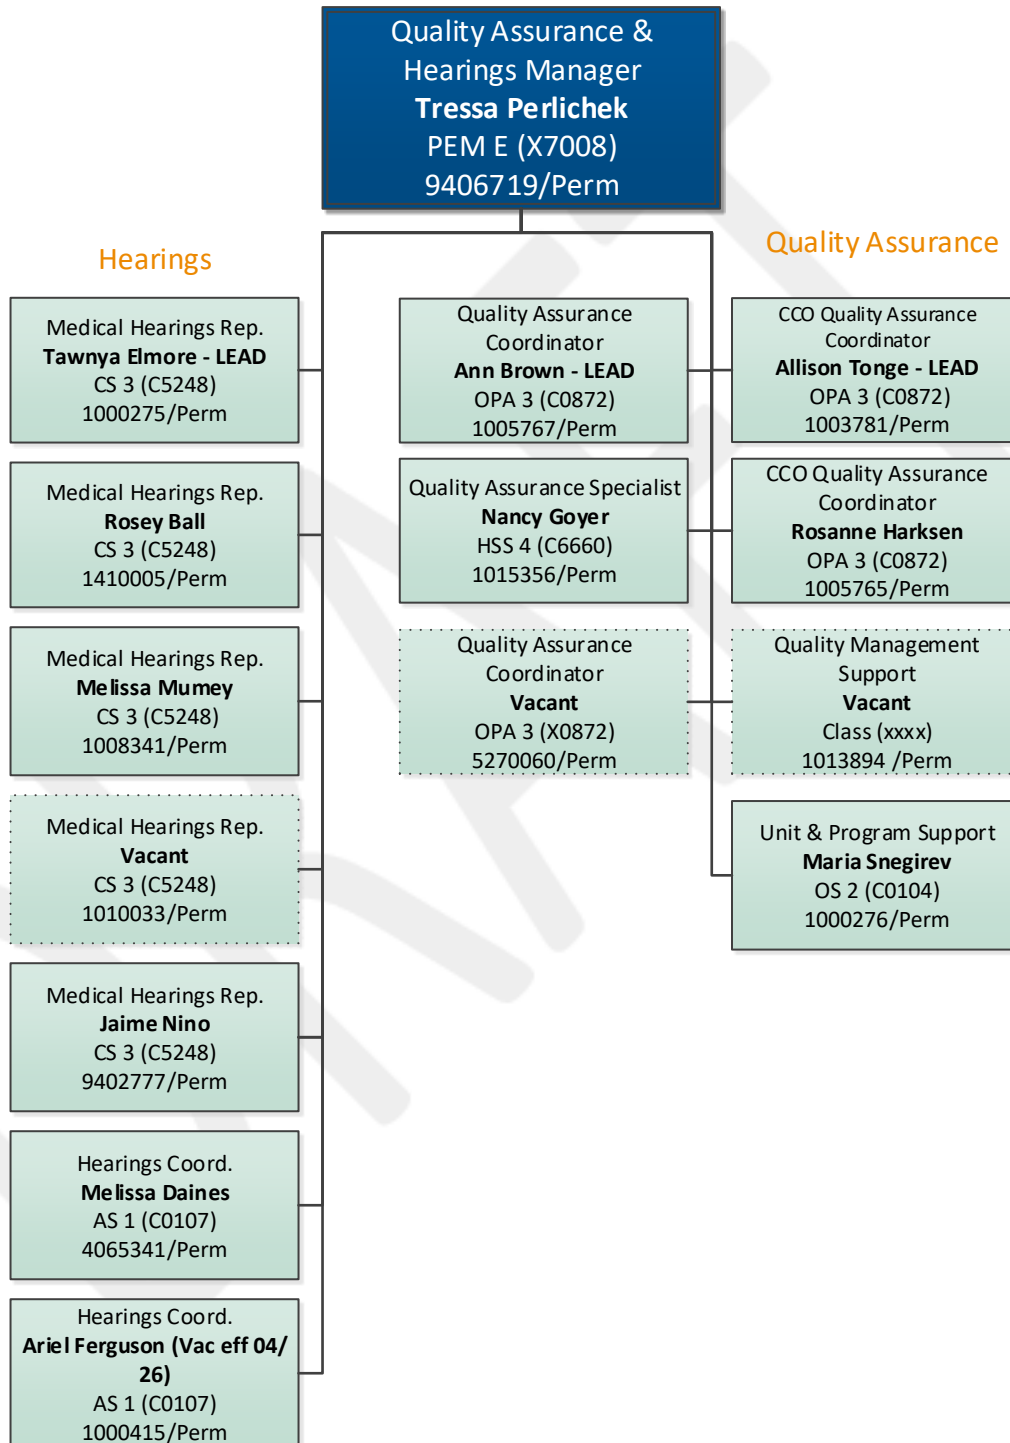 Quality Assurance &
Hearings Manager
Tressa Perlichek
PEM E (X7008)
9406719/Perm
Hearings
Quality Assurance
Medical Hearings Rep.
Tawnya Elmore - LEAD
CS 3 (C5248)
1000275/Perm
Medical Hearings Rep.
Rosey Ball
CS 3 (C5248)
1410005/Perm
Medical Hearings Rep.
Melissa Mumey
CS 3 (C5248)
1008341/Perm
Medical Hearings Rep.
Vacant
CS 3 (C5248)
1010033/Perm
Medical Hearings Rep.
Jaime Nino
CS 3 (C5248)
9402777/Perm
Hearings Coord.
Melissa Daines
AS 1 (C0107)
4065341/Perm
Hearings Coord.
Ariel Ferguson (Vac eff 04/
26)
AS 1 (C0107)
1000415/Perm
Quality Assurance
Coordinator
Ann Brown - LEAD
OPA 3 (C0872)
1005767/Perm
Quality Assurance Specialist
Nancy Goyer
HSS 4 (C6660)
1015356/Perm
Quality Assurance
Coordinator
Vacant
OPA 3 (X0872)
5270060/Perm
CCO Quality Assurance
Coordinator
Allison Tonge - LEAD
OPA 3 (C0872)
1003781/Perm
CCO Quality Assurance
Coordinator
Rosanne Harksen
OPA 3 (C0872)
1005765/Perm
Quality Management
Support
Vacant
Class (xxxx)
1013894 /Perm
Unit & Program Support
Maria Snegirev
OS 2 (C0104)
1000276/Perm